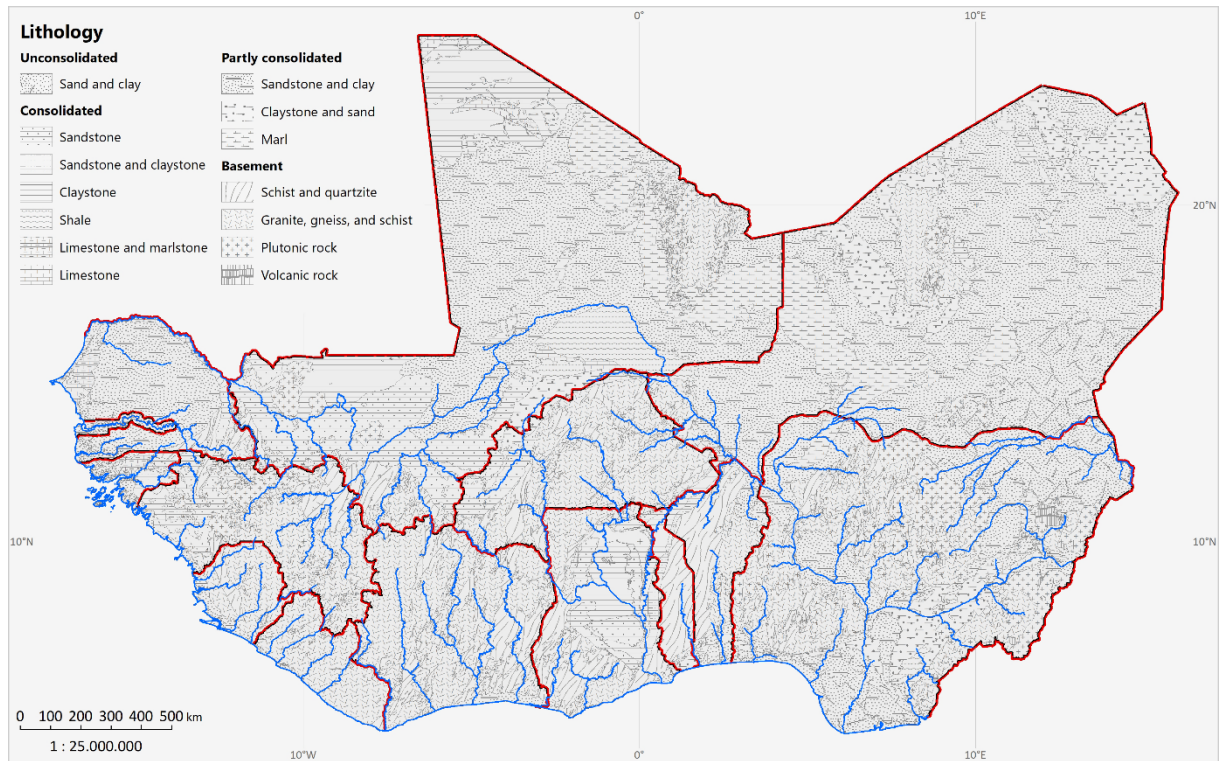 0°
10°E
Lithology
Unconsolidated
Sand and clay
Consolidated
Sandstone
Sandstone and claystone
Claystone
Shale
Limestone and marlstone
Limestone
Partly consolidated
Sandstone and clay
Claystone and sand
Marl
Basement
Schist and quartzite
Granite, gneiss, and schist
Plutonic rock
Volcanic rock
20°N
10°N
10°N
0 100 200 300 400 500 km
1 : 25.000.000
10°W
0°
10°E